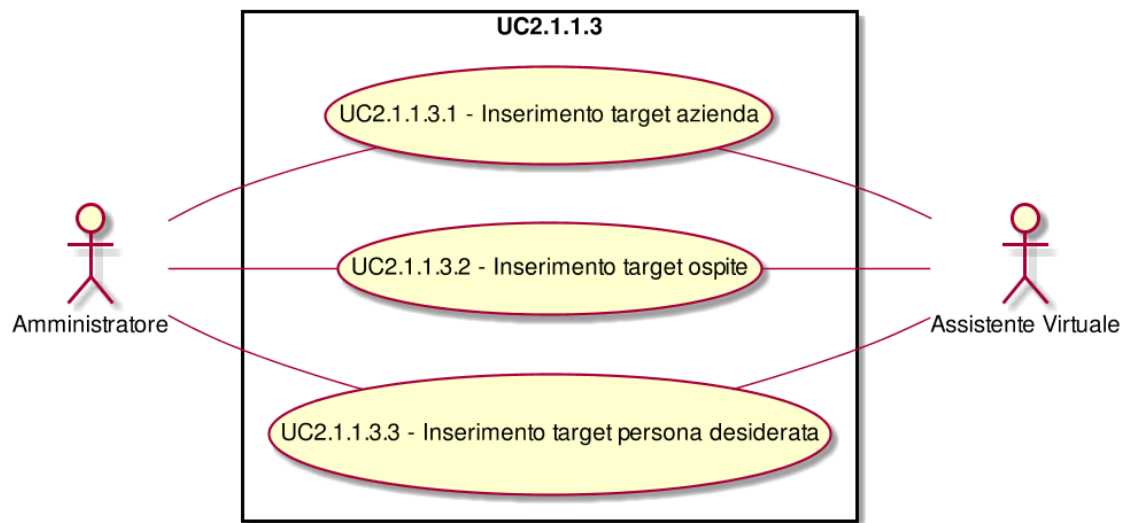 UC2.1.1.3
UC2.1.1.3.1 - Inserimento target azienda
UC2.1.1.3.2 - Inserimento target ospite
Amministratore
Assistente Virtuale
UC2.1.1.3.3 - Inserimento target persona desiderata